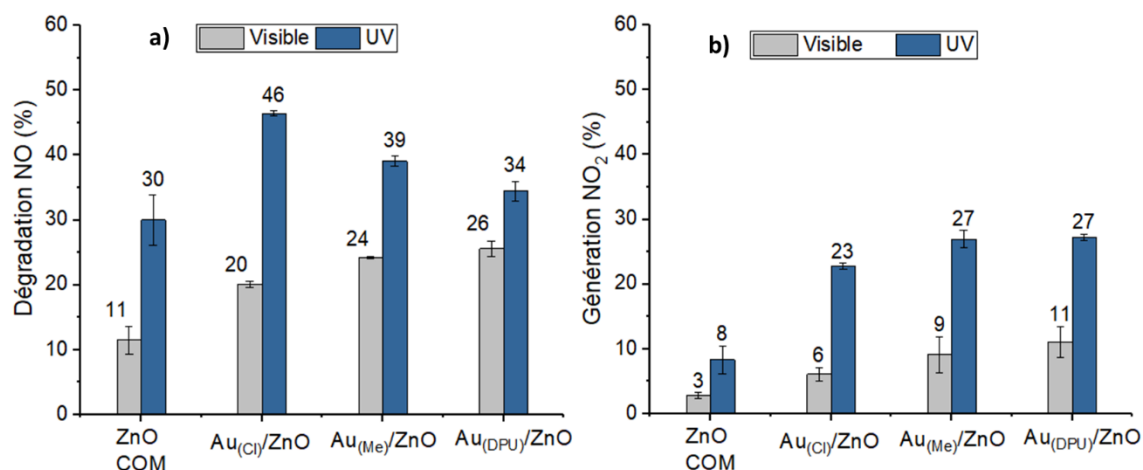 a)
Visible
UV
Dégradation NO (%)
60
50
40
30
20
10
0
11
30
20
46
24
39
26
34
ZnO
COM
Au(Cl)/ZnO
Au(Me)/ZnO
Au(DPU)/ZnO
b)
Visible
UV
Génération NO₂ (%)
60
50
40
30
20
10
0
3
8
6
23
9
27
11
27
ZnO
COM
Au(Cl)/ZnO
Au(Me)/ZnO
Au(DPU)/ZnO